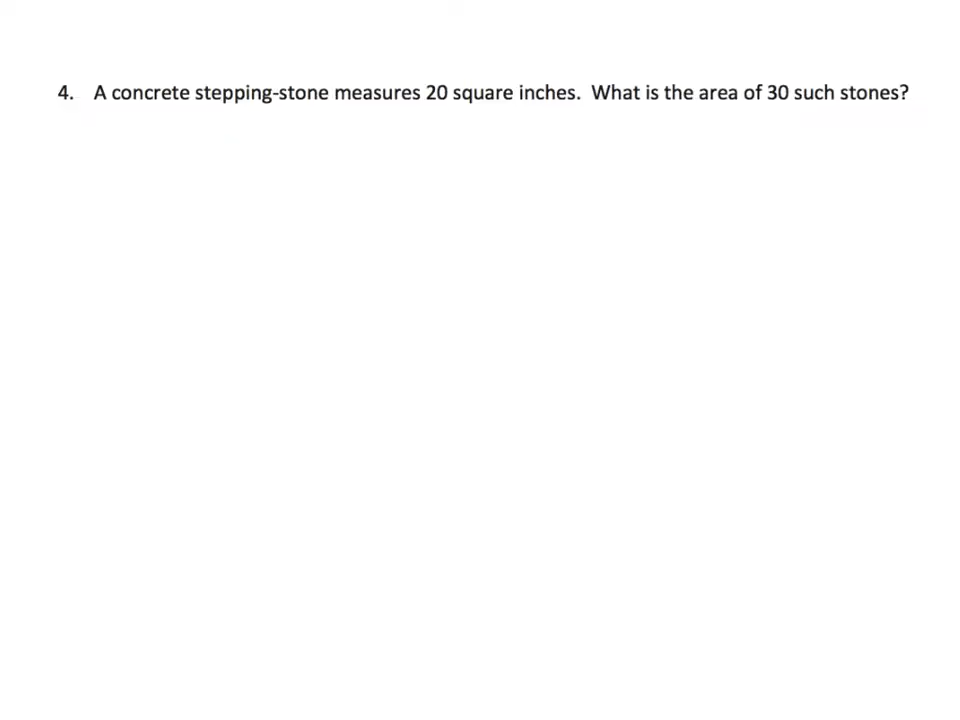 4. A concrete stepping-stone measures 20 square inches. What is the area of 30 such stones?